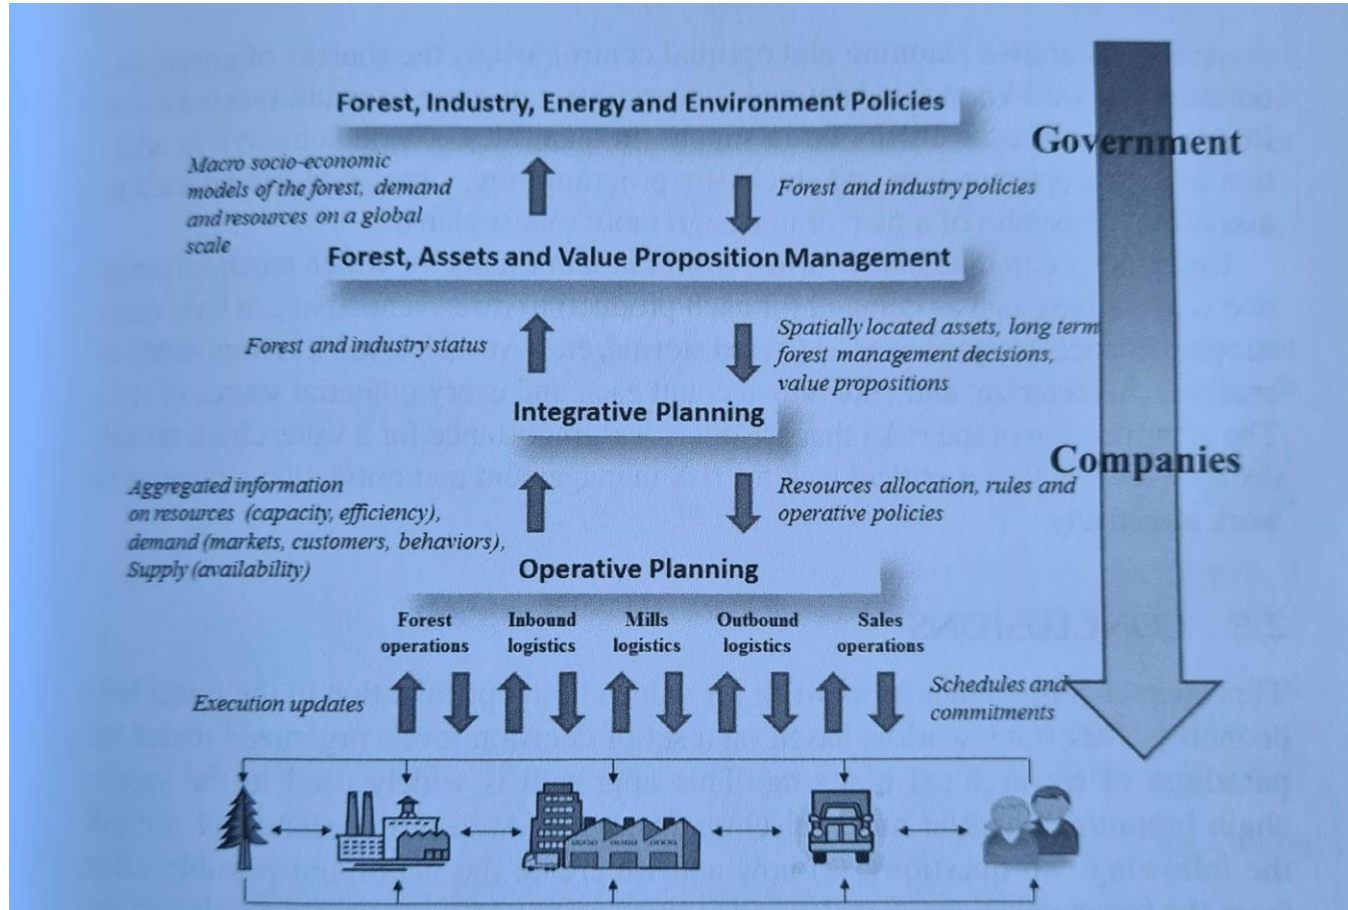 Forest, Industry, Energy and Environment Policies
Government
Macro socio-economic
models of the forest, demand
and resources on a global
scale
Forest and industry policies
Forest, Assets and Value Proposition Management
Forest and industry status
Spatially located assets, long term
forest management decisions,
value propositions
Integrative Planning
Companies
Aggregated information
on resources (capacity, efficiency),
demand (markets, customers, behaviors),
Supply (availability)
Resources allocation, rules and
operative policies
Operative Planning
Forest
operations
Inbound
logistics
Mills
logistics
Outbound
logistics
Sales
operations
Execution updates
Schedules and
commitments